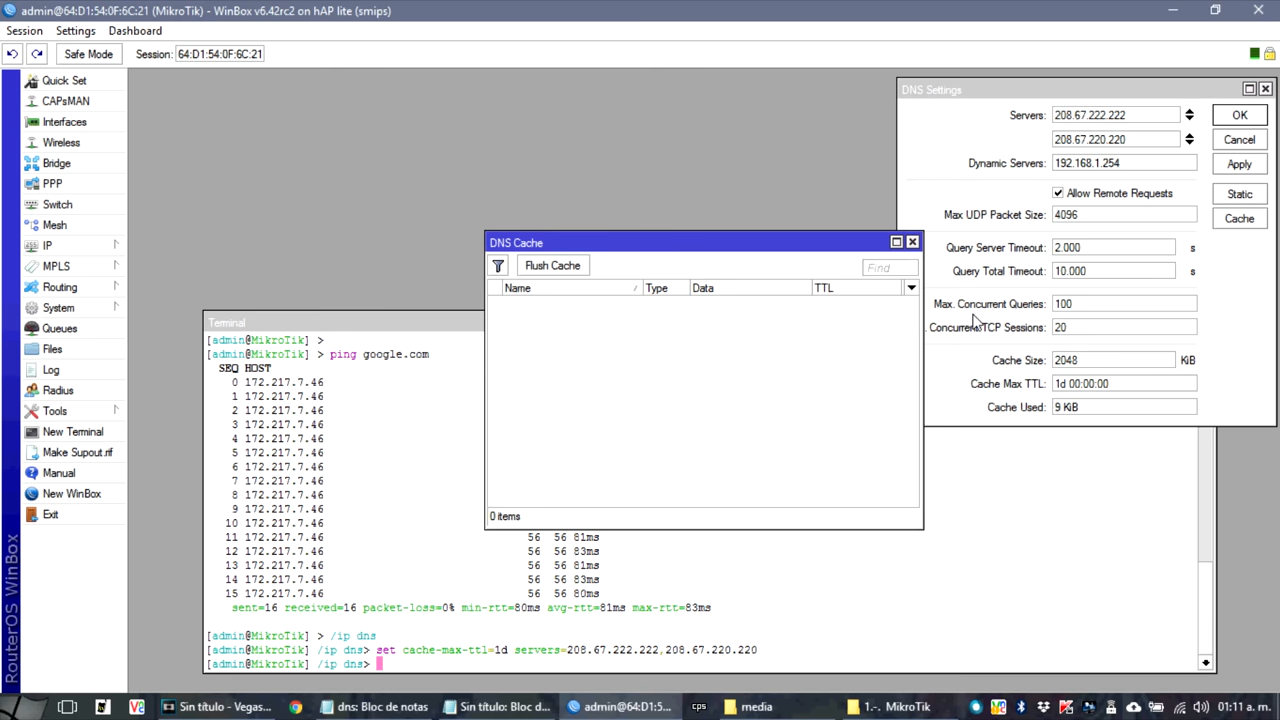 admin@64:D1:54:0F:6C:21 (MikroTik) - WinBox v6.42rc2 on hAP lite (smips)
Session Settings Dashboard
Safe Mode Session: 64:D1:54:0F:6C:21
Quick Set
CAPsMAN
Interfaces
Wireless
Bridge
PPP
Switch
Mesh
IP
MPLS
Routing
System
Queues
Files
Log
Radius
Tools
New Terminal
Make Supout.rif
Manual
New WinBox
Exit
RouterOS WinBox
DNS Settings
Servers: 208.67.222.222 OK
208.67.220.220 Cancel
Dynamic Servers: 192.168.1.254 Apply
Allow Remote Requests Static
Max UDP Packet Size: 4096 Cache
Query Server Timeout: 2.000 s
Query Total Timeout: 10.000 s
Max. Concurrent Queries: 100
. Concurrent TCP Sessions: 20
Cache Size: 2048 KiB
Cache Max TTL: 1d 00:00:00
Cache Used: 9 KiB
DNS Cache
Flush Cache Find
Name Type Data TTL
0 items
Terminal
[admin@MikroTik] >
[admin@MikroTik] > ping google.com
SEQ HOST
0 172.217.7.46
1 172.217.7.46
2 172.217.7.46
3 172.217.7.46
4 172.217.7.46
5 172.217.7.46
6 172.217.7.46
7 172.217.7.46
8 172.217.7.46
9 172.217.7.46
10 172.217.7.46
11 172.217.7.46 56 56 81ms
12 172.217.7.46 56 56 83ms
13 172.217.7.46 56 56 81ms
14 172.217.7.46 56 56 83ms
15 172.217.7.46 56 56 80ms
sent=16 received=16 packet-loss=0% min-rtt=80ms avg-rtt=81ms max-rtt=83ms
[admin@MikroTik] > /ip dns
[admin@MikroTik] /ip dns> set cache-max-ttl=1d servers=208.67.222.222,208.67.220.220
[admin@MikroTik] /ip dns>
Sin título - Vegas... dns: Bloc de notas Sin título: Bloc d... admin@64:D1:5... cps media 1.-. MikroTik 01:11 a. m.